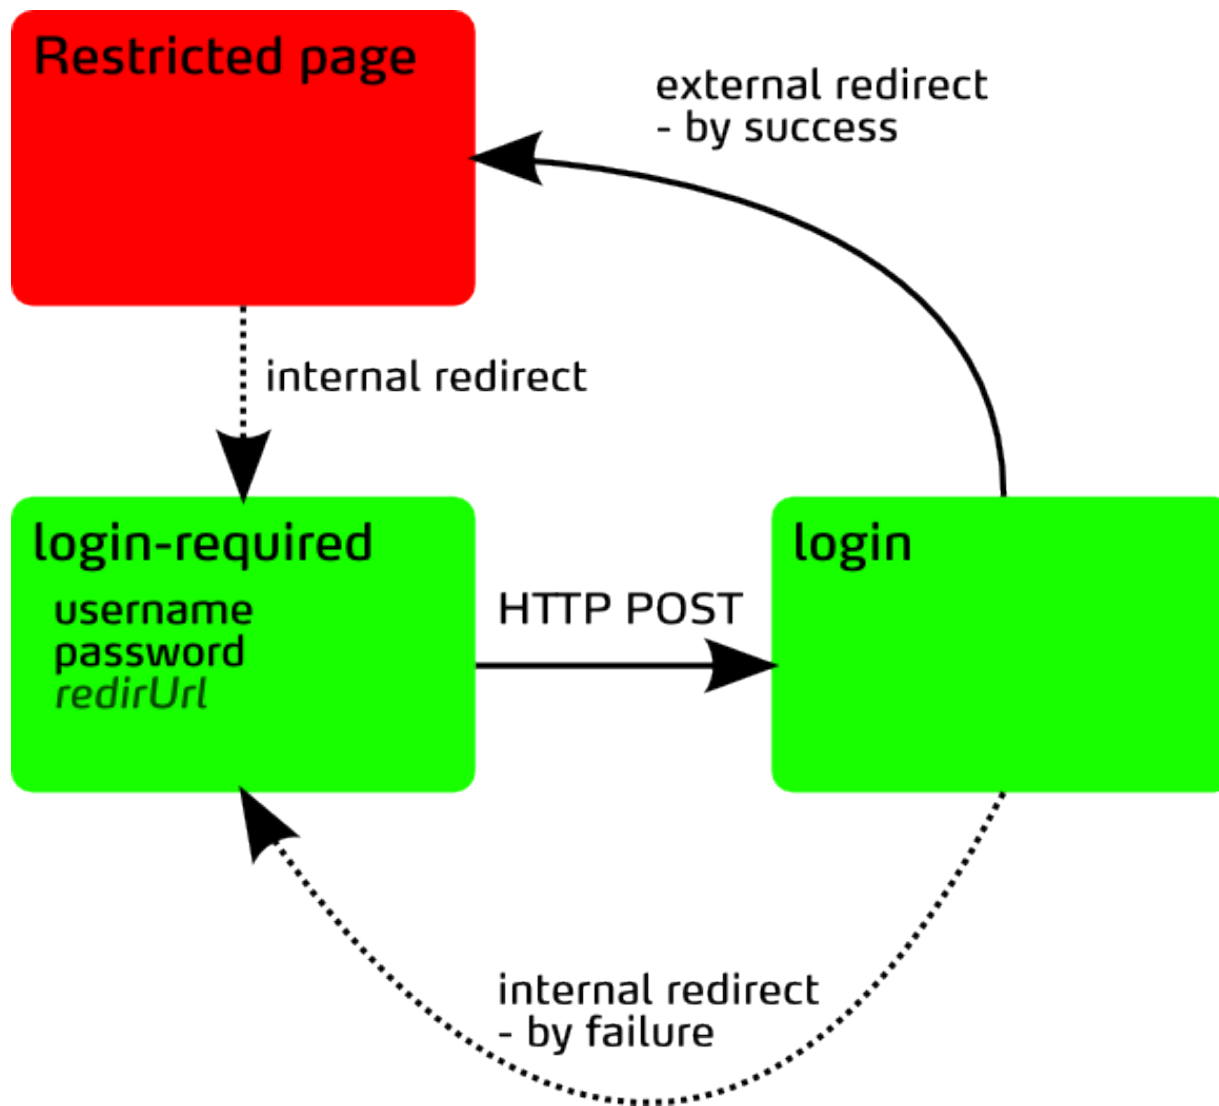 Restricted page
external redirect
- by success
internal redirect
login-required
username
password
redirUrl
HTTP POST
login
internal redirect
- by failure